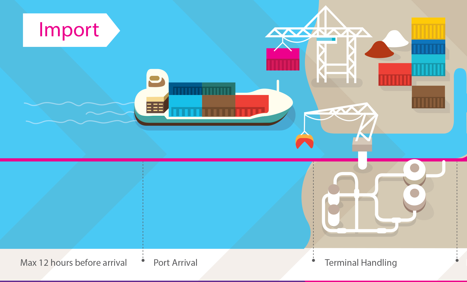 Import
Max 12 hours before arrival
Port Arrival
Terminal Handling